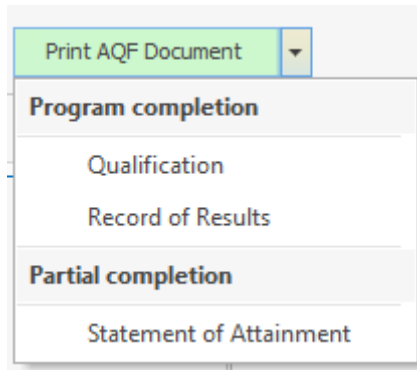 Print AQF Document
Program completion
Qualification
Record of Results
Partial completion
Statement of Attainment